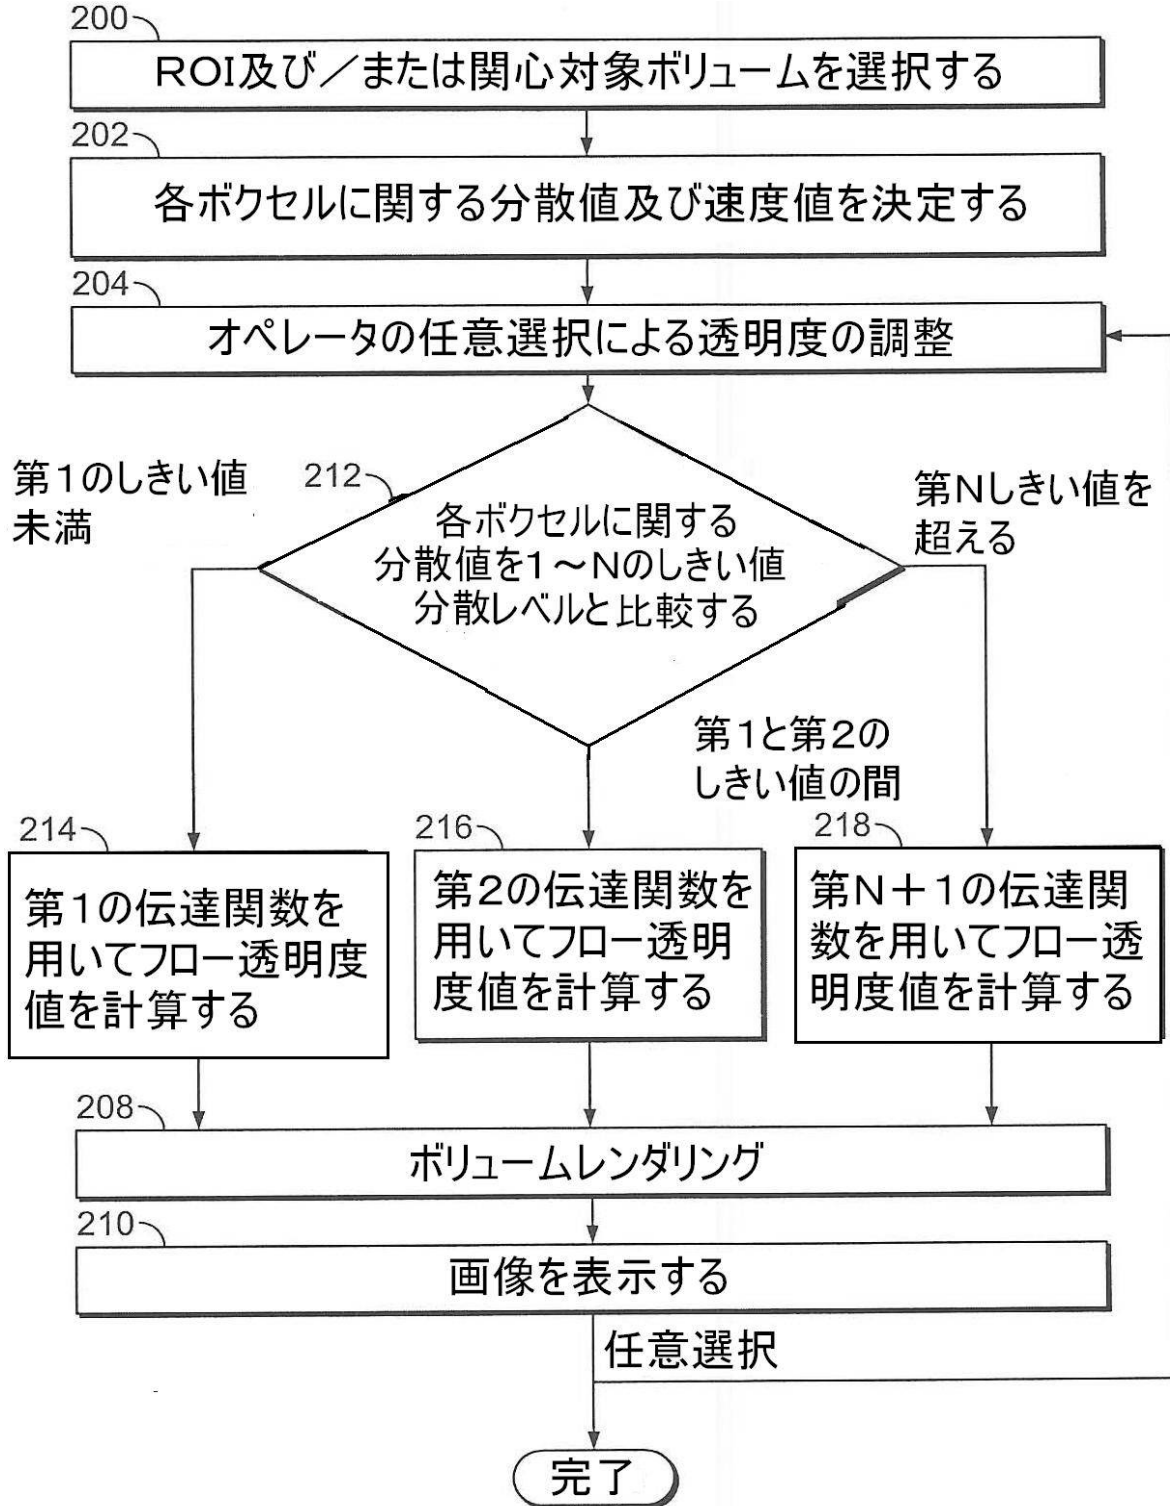 200
ROI及び／または関心対象ボリュームを選択する
202
各ボクセルに関する分散値及び速度値を決定する
204
オペレータの任意選択による透明度の調整
第1のしきい値
未満
212
各ボクセルに関する
分散値を1～Nのしきい値
分散レベルと比較する
第Nしきい値を
超える
第1と第2の
しきい値の間
214
第1の伝達関数を
用いてフロー透明度
値を計算する
216
第2の伝達関数を
用いてフロー透明
度値を計算する
218
第N＋1の伝達関
数を用いてフロー透
明度値を計算する
208
ボリュームレンダリング
210
画像を表示する
任意選択
完了